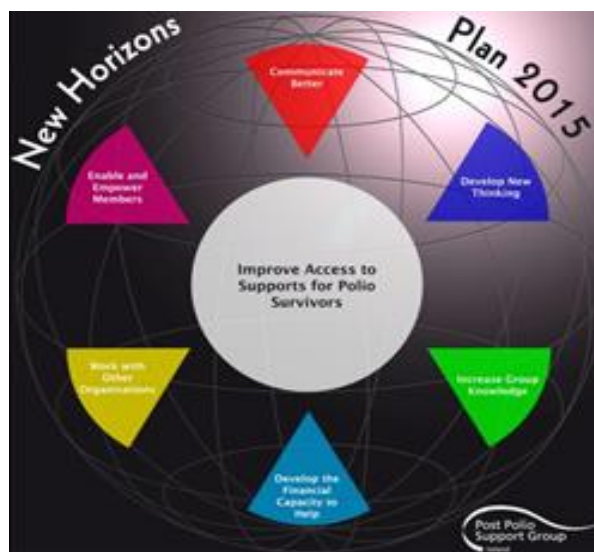 New Horizons
Plan 2015
Communicate
Better
Enable and
Empower
Members
Develop New
Thinking
Improve Access to
Supports for Polio
Survivors
Work with
Other
Organisations
Increase Group
Knowledge
Develop the
Financial
Capacity to
Help
Post Polio
Support Group